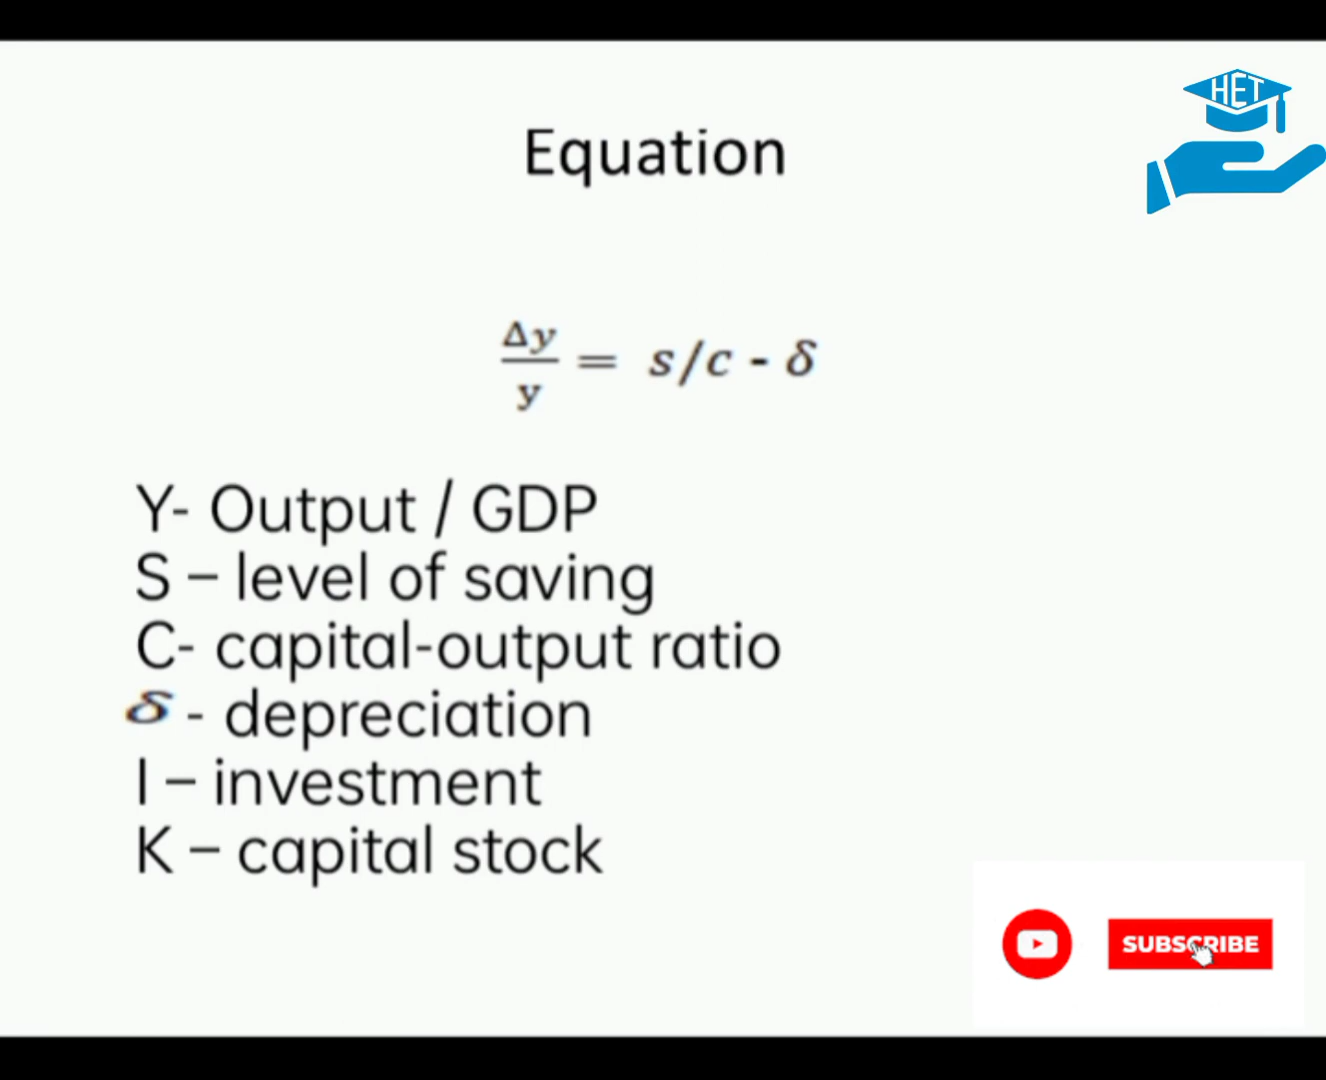 HET
Equation
Δy/y = s/c - δ
Y- Output / GDP
S – level of saving
C- capital-output ratio
δ - depreciation
I – investment
K – capital stock
SUBSCRIBE